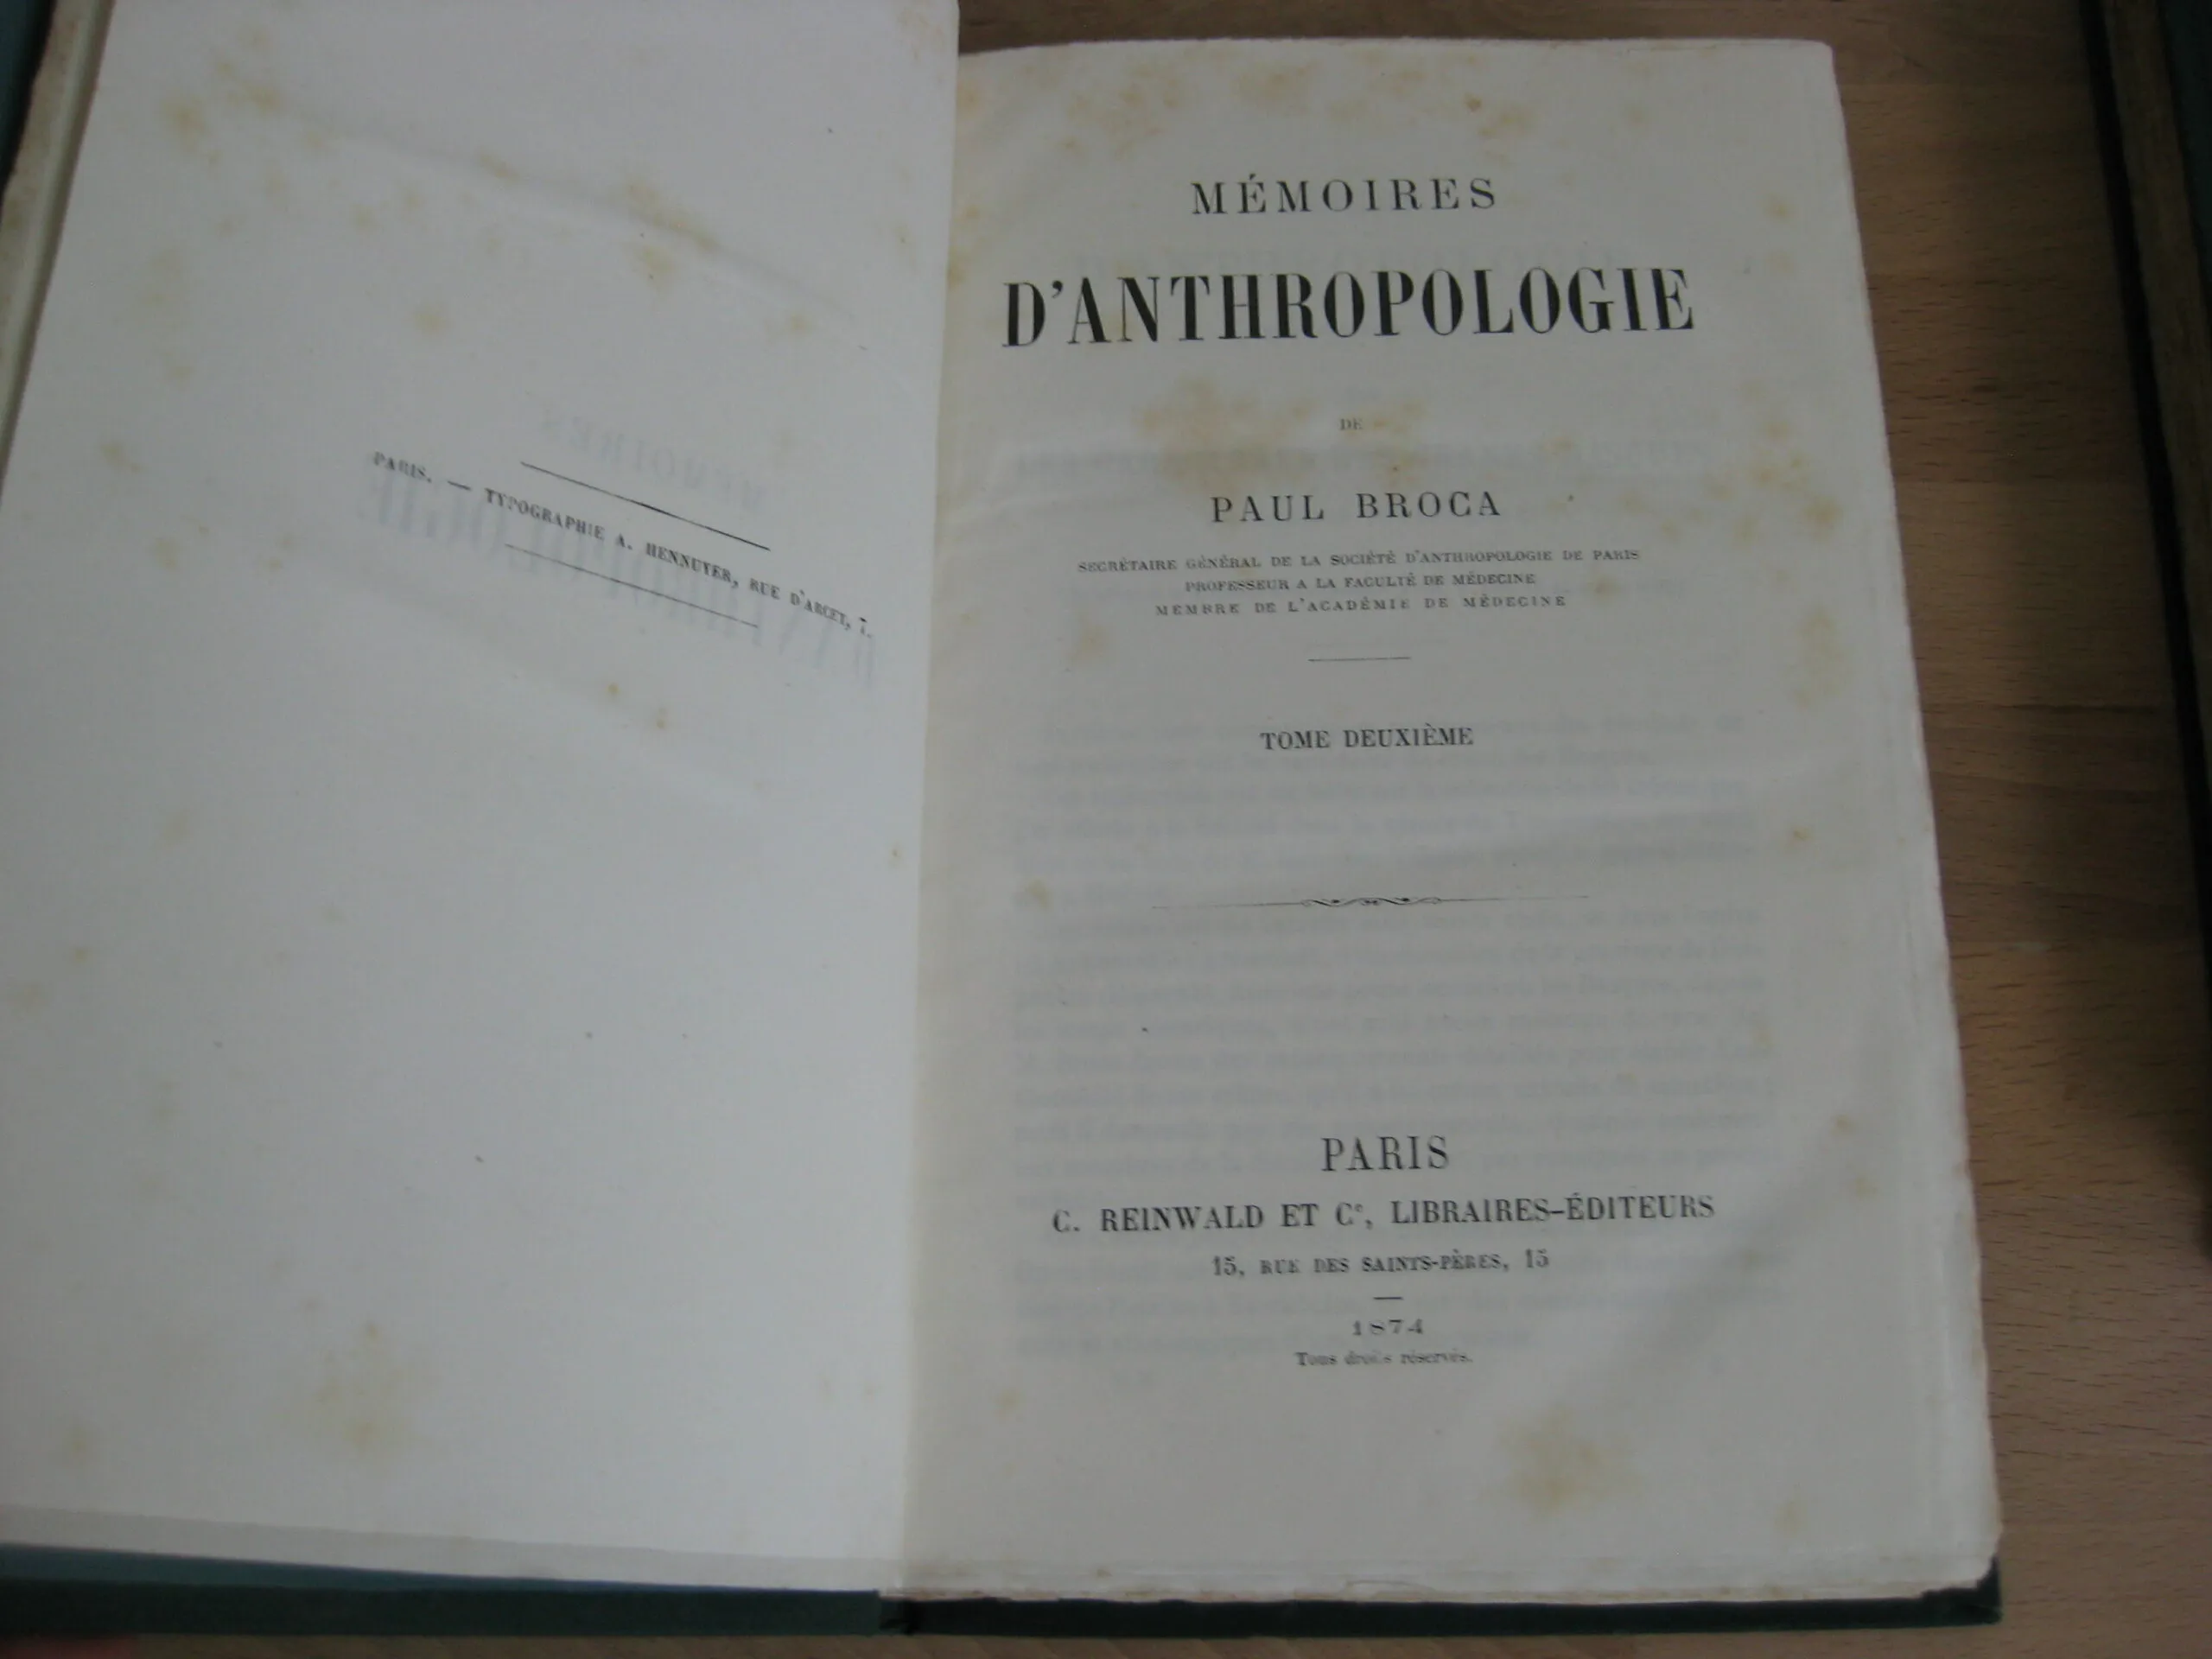 PARIS. — TYPOGRAPHIE A. HENNUYER, RUE D'ARCET, 7.
MÉMOIRES
D'ANTHROPOLOGIE
DE
PAUL BROCA
SECRÉTAIRE GÉNÉRAL DE LA SOCIÉTÉ D'ANTHROPOLOGIE DE PARIS
PROFESSEUR A LA FACULTÉ DE MÉDECINE
MEMBRE DE L'ACADÉMIE DE MÉDECINE
TOME DEUXIÈME
PARIS
C. REINWALD ET Cᵉ, LIBRAIRES-ÉDITEURS
15, RUE DES SAINTS-PÈRES, 15
1874
Tous droits réservés.